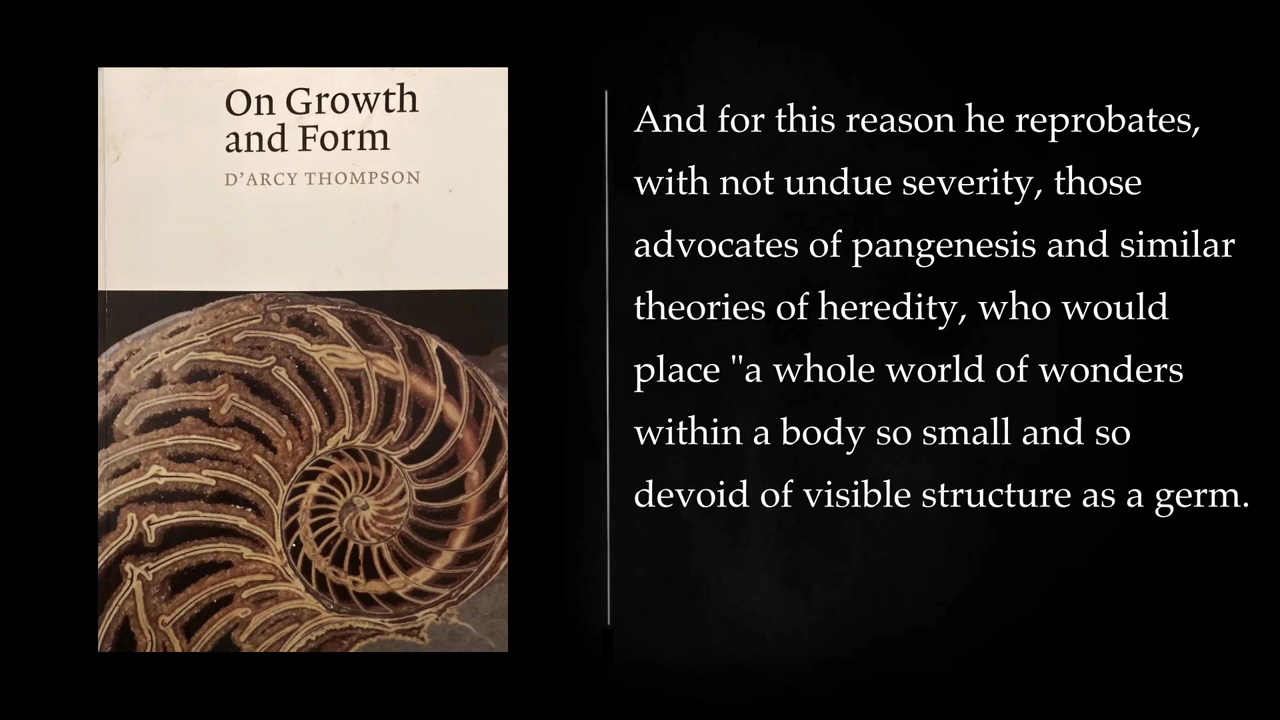 On Growth
and Form
D'ARCY THOMPSON
And for this reason he reprobates,
with not undue severity, those
advocates of pangenesis and similar
theories of heredity, who would
place "a whole world of wonders
within a body so small and so
devoid of visible structure as a germ.